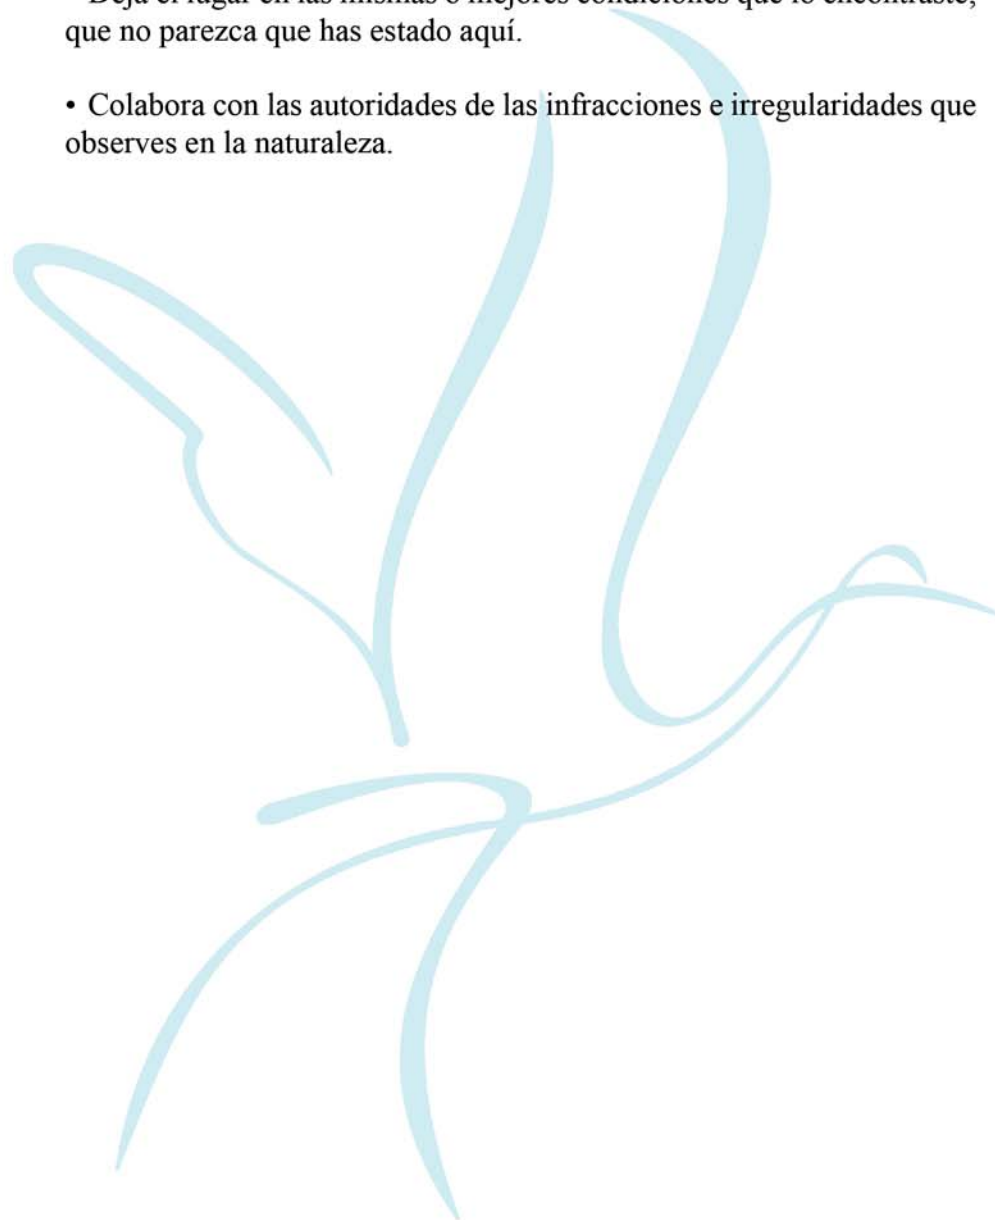 Deja el lugar en las mismas o mejores condiciones que lo encontraste,
que no parezca que has estado aquí.
• Colabora con las autoridades de las infracciones e irregularidades que
observes en la naturaleza.